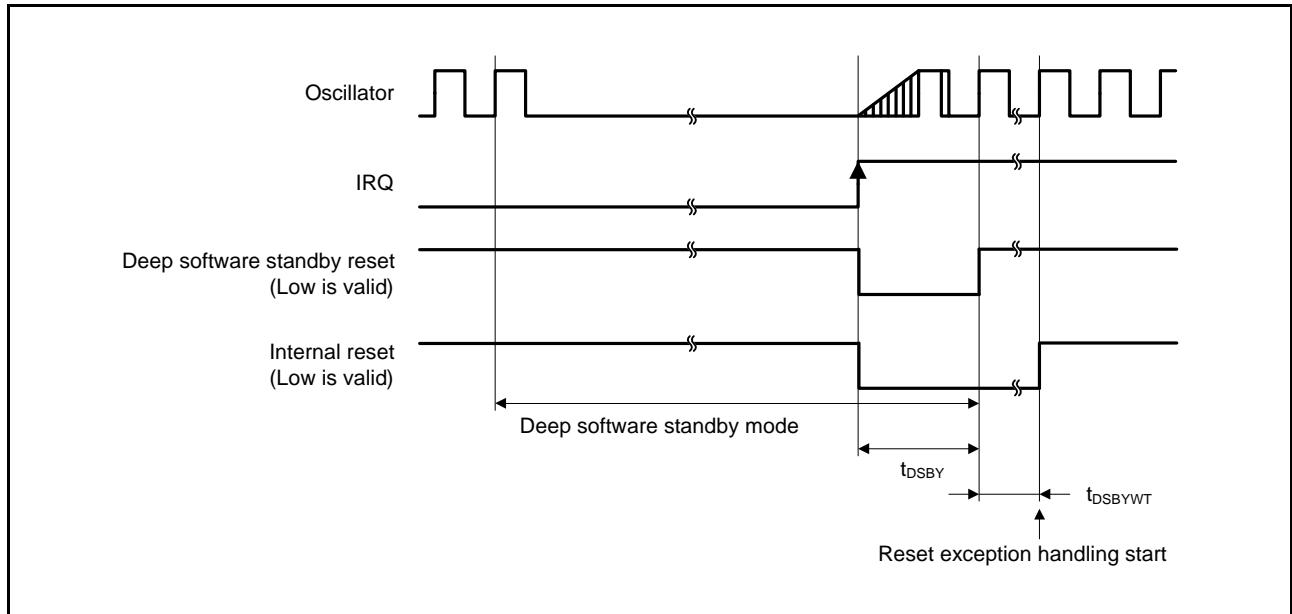 Oscillator
IRQ
Deep software standby reset
(Low is valid)
Internal reset
(Low is valid)
Deep software standby mode
tDSBY
tDSBYWT
Reset exception handling start